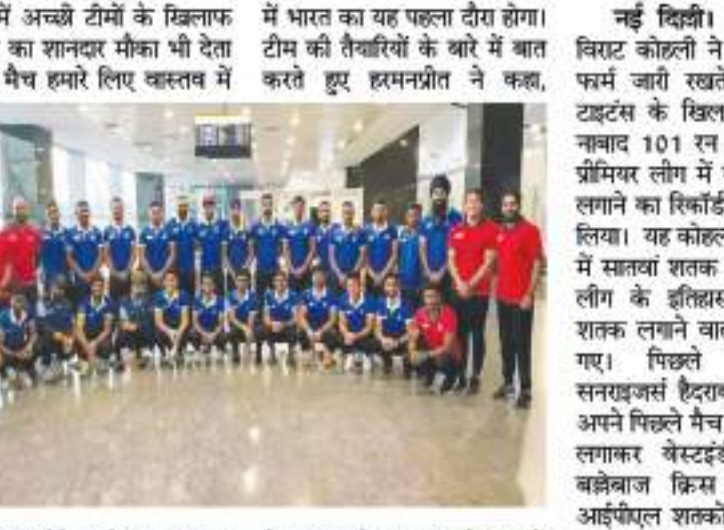 में अच्छी टीमों के खिलाफ
का शानदार मौका भी देता
मैच हमारे लिए वास्तव में
में भारत का यह पहला दौरा होगा।
टीम की तैयारियों के बारे में बात
करते हुए हरमनप्रीत ने कहा,
नई दिल्ली।
विराट कोहली ने
फार्म जारी रखते
टाइटंस के खिला
नाबाद 101 रन
प्रीमियर लीग में
लगाने का रिकॉर्ड
लिया। यह कोहल
में सातवां शतक
लीग के इतिहास
शतक लगाने वाल
गए। पिछले
सनराइजर्स हैदराब
अपने पिछले मैच
लगाकर वेस्टइंड
बल्लेबाज क्रिस
आईपीएल शतको